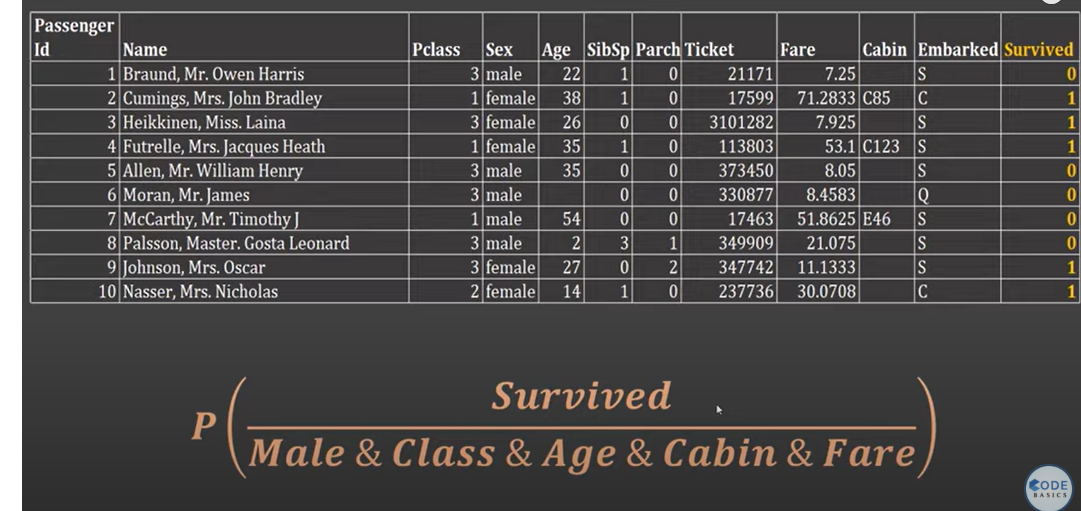 Passenger Id Name Pclass Sex Age SibSp Parch Ticket Fare Cabin Embarked Survived
1 Braund, Mr. Owen Harris 3 male 22 1 0 21171 7.25 S 0
2 Cumings, Mrs. John Bradley 1 female 38 1 0 17599 71.2833 C85 C 1
3 Heikkinen, Miss. Laina 3 female 26 0 0 3101282 7.925 S 1
4 Futrelle, Mrs. Jacques Heath 1 female 35 1 0 113803 53.1 C123 S 1
5 Allen, Mr. William Henry 3 male 35 0 0 373450 8.05 S 0
6 Moran, Mr. James 3 male 0 0 330877 8.4583 Q 0
7 McCarthy, Mr. Timothy J 1 male 54 0 0 17463 51.8625 E46 S 0
8 Palsson, Master. Gosta Leonard 3 male 2 3 1 349909 21.075 S 0
9 Johnson, Mrs. Oscar 3 female 27 0 2 347742 11.1333 S 1
10 Nasser, Mrs. Nicholas 2 female 14 1 0 237736 30.0708 C 1
Survived
P
Male & Class & Age & Cabin & Fare
CODE
BASICS